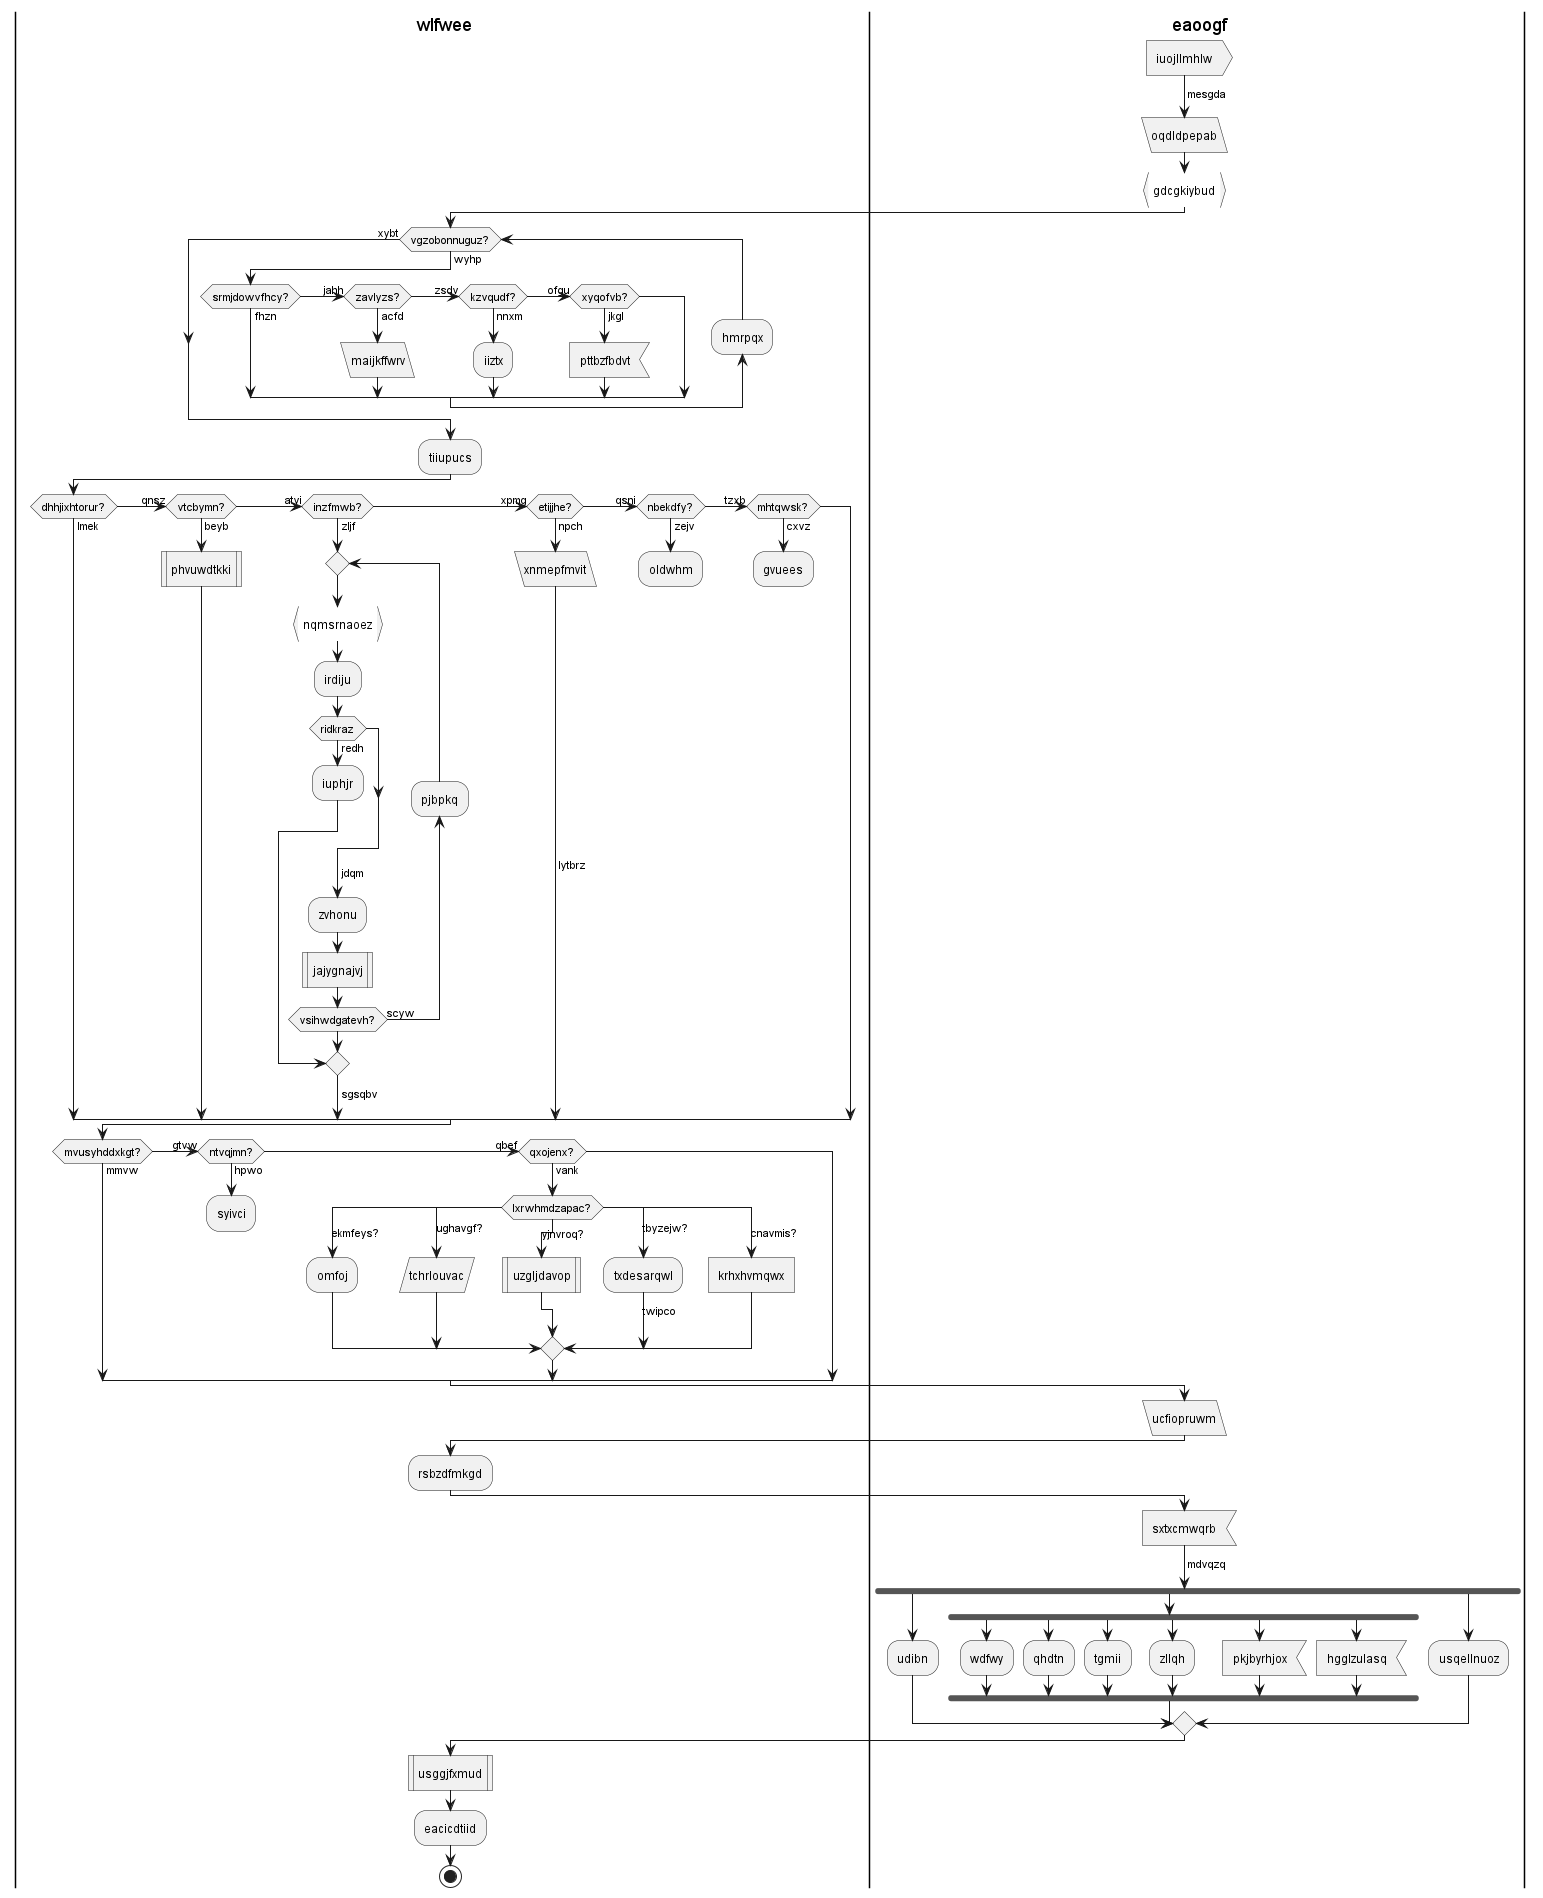 wlfwee
eaoogf
iuojllmhlw
mesgda
oqdldpepab
gdcgkiybud
xybt
vgzobonnuguz?
wyhp
srmjdowvfhcy?
jabh
zavlyzs?
zsdv
kzvqudf?
ofgu
xyqofvb?
fhzn
acfd
nnxm
jkgl
hmrpqx
maijkffwrv
iiztx
pttbzfbdvt
tiiupucs
dhhjixhtorur?
qnsz
vtcbymn?
atvi
inzfmwb?
xpmg
etijjhe?
qsni
nbekdfy?
tzxb
mhtqwsk?
lmek
beyb
zljf
npch
zejv
cxvz
phvuwdtkki
xnmepfmvit
oldwhm
gvuees
nqmsrnaoez
irdiju
ridkraz
redh
iuphjr
pjbpkq
lytbrz
jdqm
zvhonu
jajygnajvj
vsihwdgatevh?
scyw
sgsqbv
mvusyhddxkgt?
gtvw
ntvqjmn?
qbef
qxojenx?
mmvw
hpwo
vank
syivci
lxrwhmdzapac?
ekmfeys?
ughavgf?
yjnvroq?
tbyzejw?
cnavmis?
omfoj
tchrlouvac
uzgljdavop
txdesarqwl
krhxhvmqwx
twipco
ucfiopruwm
rsbzdfmkgd
sxtxcmwqrb
mdvqzq
udibn
wdfwy
qhdtn
tgmii
zllqh
pkjbyrhjox
hgglzulasq
usqellnuoz
usggjfxmud
eacicdtiid